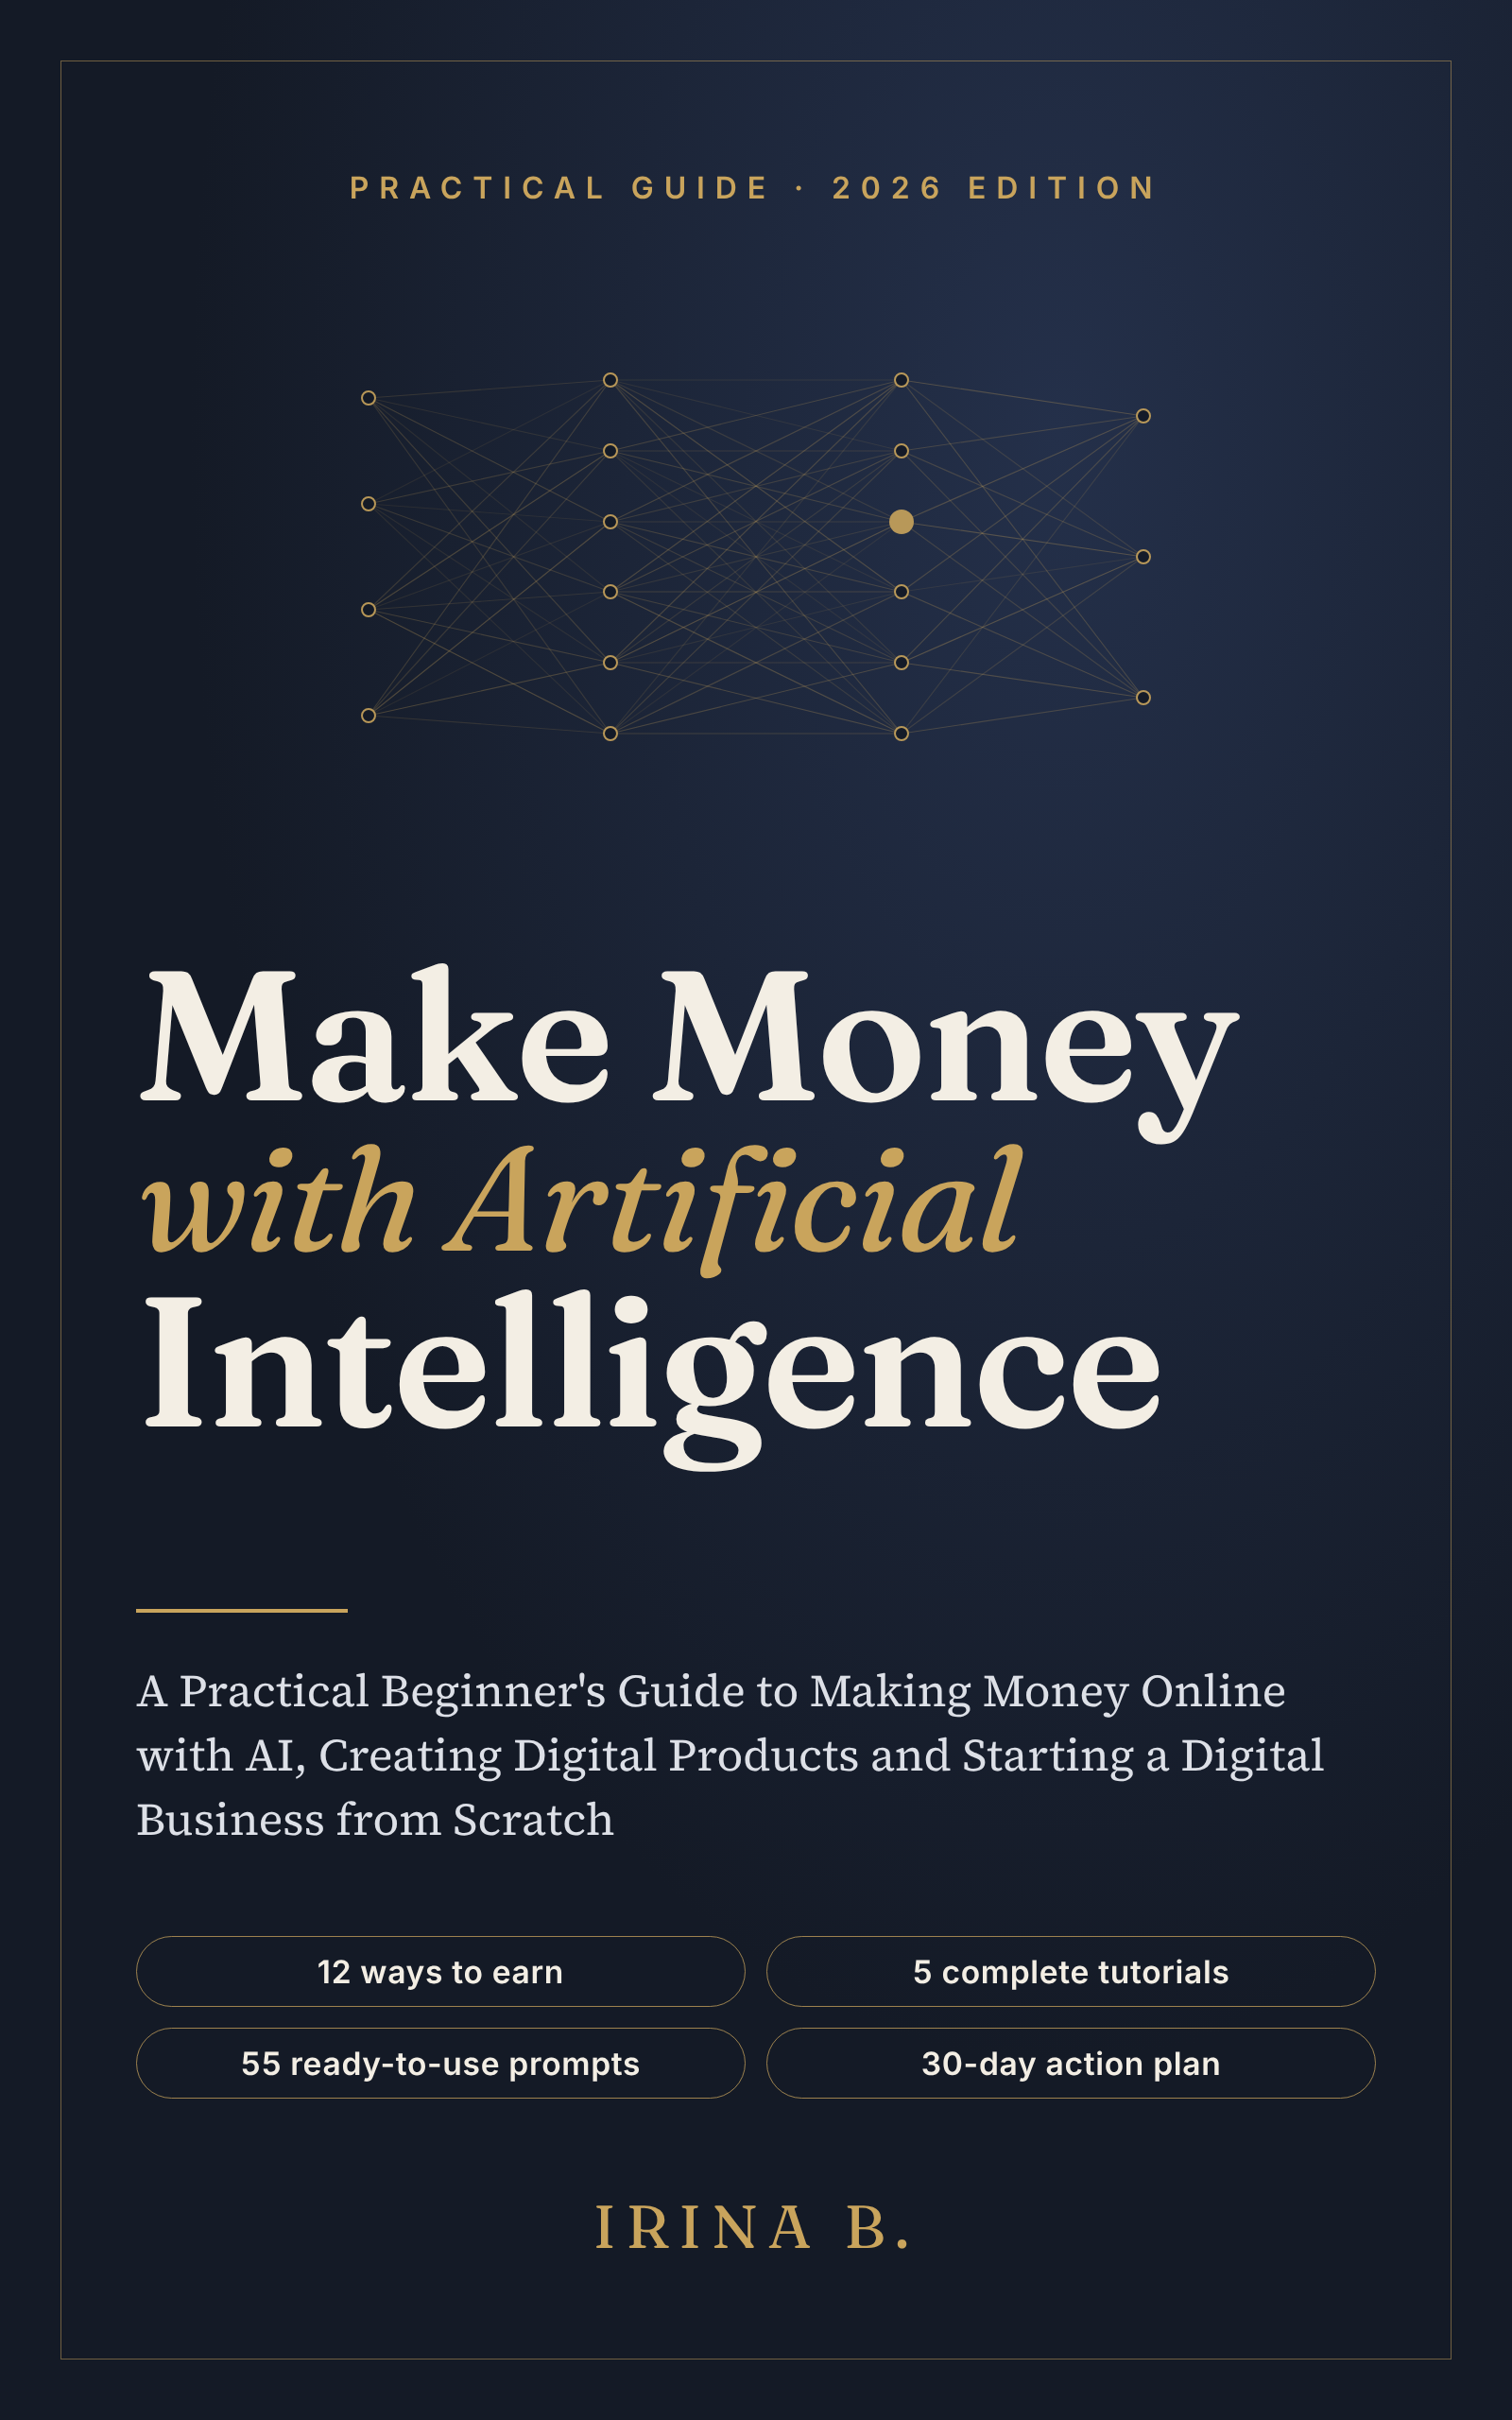 PRACTICAL GUIDE · 2026 EDITION
Make Money
with Artificial
Intelligence
A Practical Beginner's Guide to Making Money Online
with AI, Creating Digital Products and Starting a Digital
Business from Scratch
12 ways to earn
5 complete tutorials
55 ready-to-use prompts
30-day action plan
IRINA B.